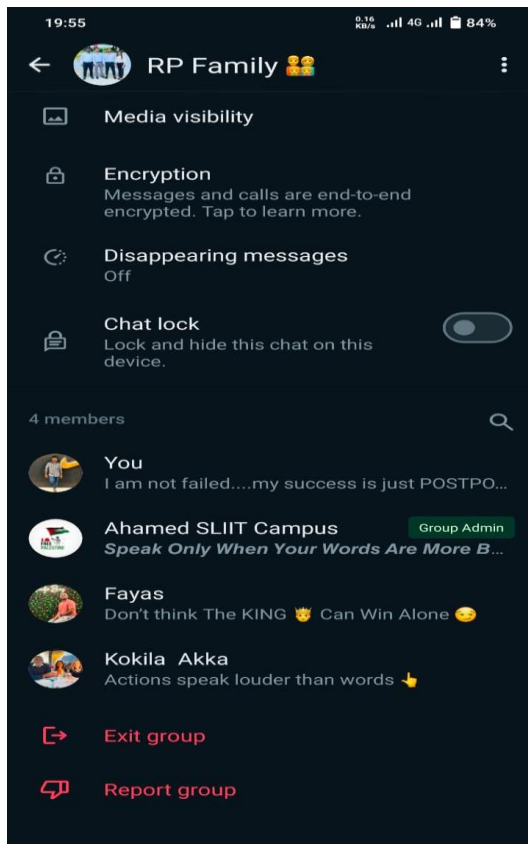 19:55 0.16 KB/s 4G 84%
RP Family
Media visibility
Encryption
Messages and calls are end-to-end
encrypted. Tap to learn more.
Disappearing messages
Off
Chat lock
Lock and hide this chat on this
device.
4 members
You
I am not failed....my success is just POSTPO...
Ahamed SLIIT Campus Group Admin
Speak Only When Your Words Are More B...
Fayas
Don't think The KING 🤴 Can Win Alone 😏
Kokila Akka
Actions speak louder than words 👆
Exit group
Report group